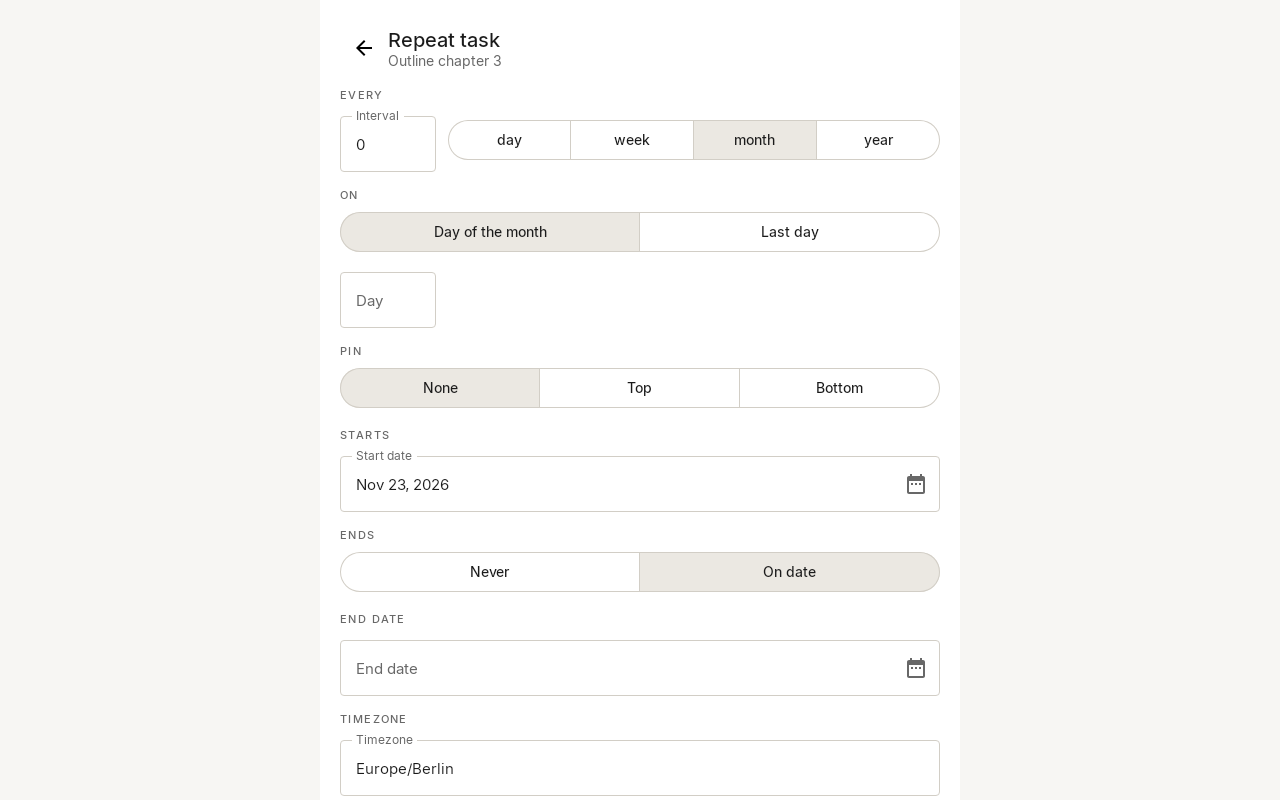 Repeat task
Outline chapter 3
EVERY
Interval
0
day week month year
ON
Day of the month Last day
Day
PIN
None Top Bottom
STARTS
Start date
Nov 23, 2026
ENDS
Never On date
END DATE
End date
TIMEZONE
Timezone
Europe/Berlin